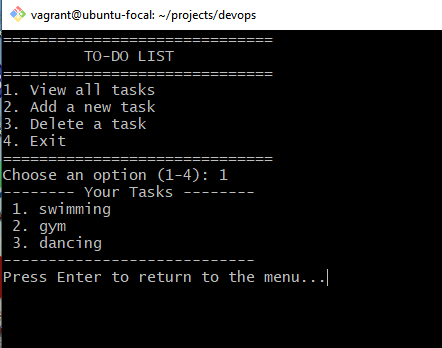 vagrant@ubuntu-focal: ~/projects/devops
==============================
         TO-DO LIST
==============================
1. View all tasks
2. Add a new task
3. Delete a task
4. Exit
==============================
Choose an option (1-4): 1
-------- Your Tasks --------
 1. swimming
 2. gym
 3. dancing
----------------------------
Press Enter to return to the menu...